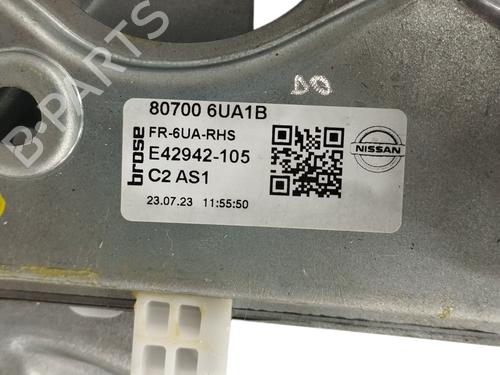 B-PARTS
DO
80700 6UA1B
brose
FR-6UA-RHS
E42942-105
C2 AS1
23.07.23 11:55:50
NISSAN